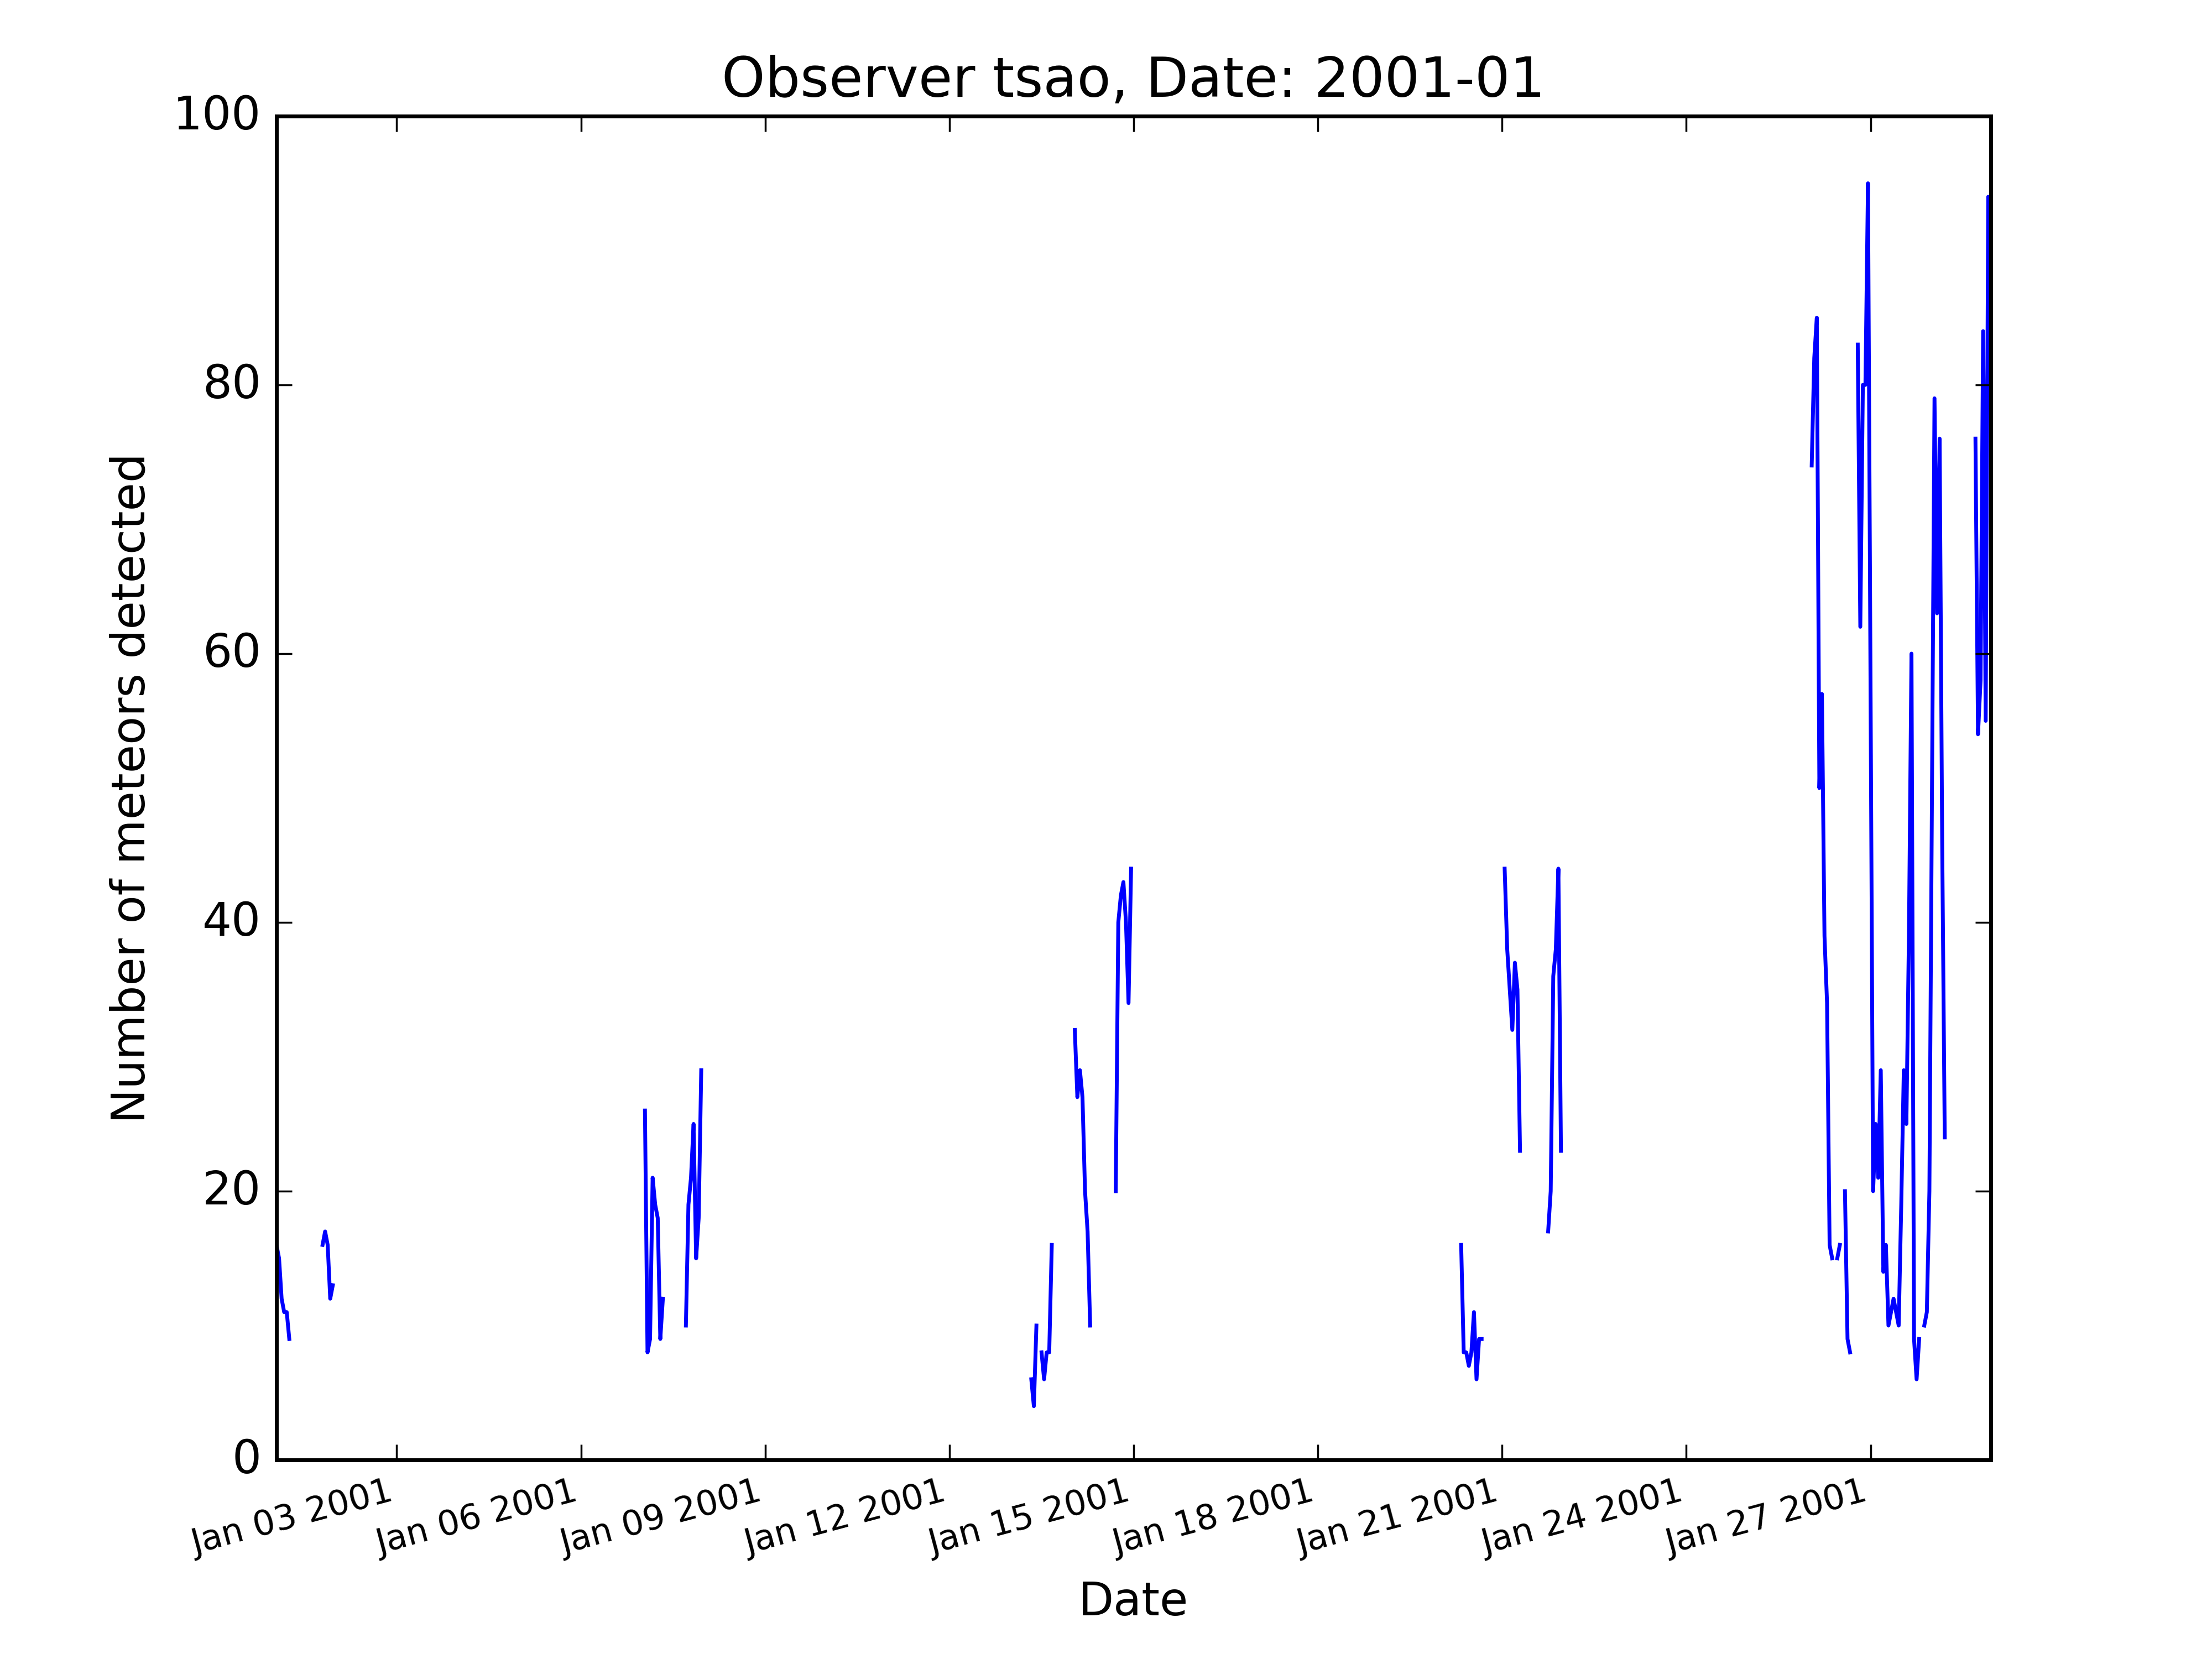 Observer tsao, Date: 2001-01
100
80
60
40
20
0
Number of meteors detected
Jan 03 2001
Jan 06 2001
Jan 09 2001
Jan 12 2001
Jan 15 2001
Jan 18 2001
Jan 21 2001
Jan 24 2001
Jan 27 2001
Date